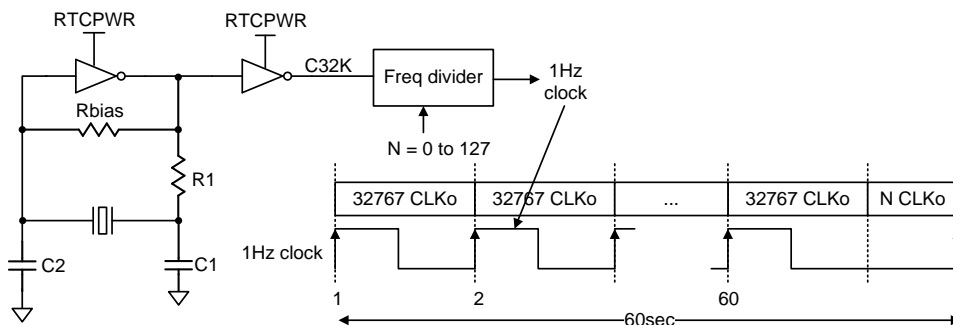 RTCPWR
RTCPWR
C32K
Freq divider
1Hz
clock
Rbias
N = 0 to 127
R1
32767 CLKo
32767 CLKo
...
32767 CLKo
N CLKo
1Hz clock
C2
C1
1
2
60
60sec